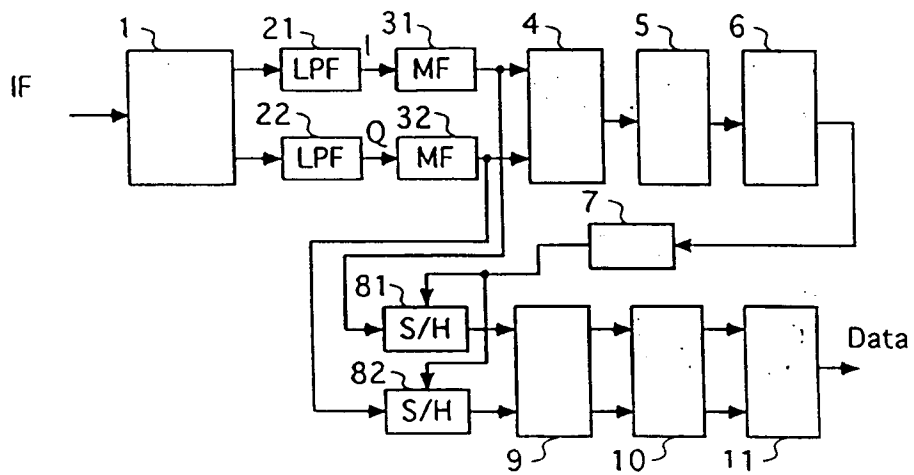 1 21 I 31 4 5 6
IF LPF MF
22 Q 32
LPF MF
7
81
S/H
Data
82
S/H
9 10 11